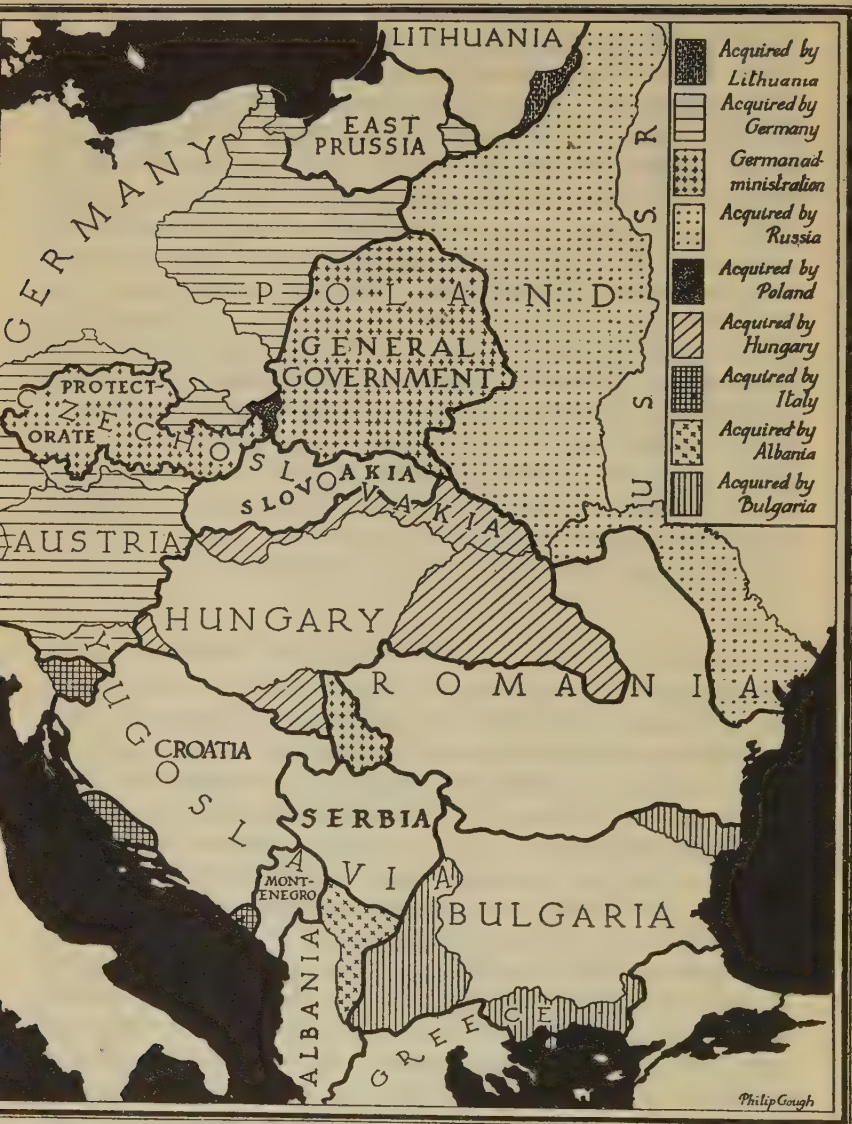 LITHUANIA
EAST
PRUSSIA
GERMANY
POLAND
GENERAL
GOVERNMENT
U.S.S.R
PROTECT-
ORATE
CZECHOSLOVAKIA
SLOVAKIA
AUSTRIA
HUNGARY
ROMANIA
YUGOSLAVIA
CROATIA
SERBIA
MONT-
ENEGRO
BULGARIA
ALBANIA
GREECE
Acquired by
Lithuania
Acquired by
Germany
German ad-
ministration
Acquired by
Russia
Acquired by
Poland
Acquired by
Hungary
Acquired by
Italy
Acquired by
Albania
Acquired by
Bulgaria
Philip Gough